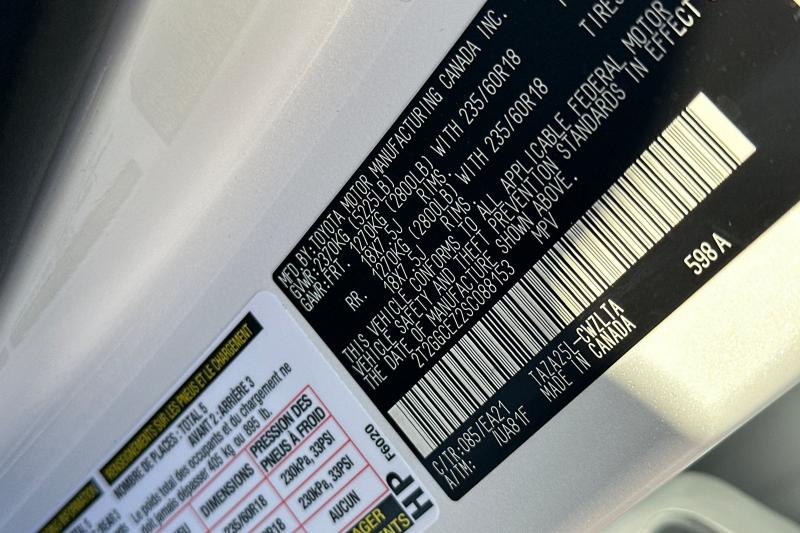 MFD.BY:TOYOTA MOTOR MANUFACTURING CANADA INC.
GVWR:2370KG (5225LB) TIRES
GAWR:FRT. 1270KG (2800LB) WITH 235/60R18
18X7.5J RIMS,
RR. 1270KG (2800LB) WITH 235/60R18
18X7.5J RIMS,
THIS VEHICLE CONFORMS TO ALL APPLICABLE FEDERAL MOTOR
VEHICLE SAFETY AND THEFT PREVENTION STANDARDS IN EFFECT
THE DATE OF MANUFACTURE SHOWN ABOVE.
MPV
C/TR:085/EA21 TAZA25L-CWZLTA 598A
A/TM: /UA81F MADE IN CANADA
RENSEIGNEMENTS SUR LES PNEUS ET LE CHARGEMENT
NOMBRE DE PLACES : TOTAL 5
AVANT 2 : ARRIÈRE 3
Le poids total des occupants et du chargement ne
doit jamais dépasser 405 kg ou 895 lb.
DIMENSIONS PRESSION DES
PNEUS À FROID
235/60R18 230kPa, 33PSI
230kPa, 33PSI
AUCUN
r6020
HP